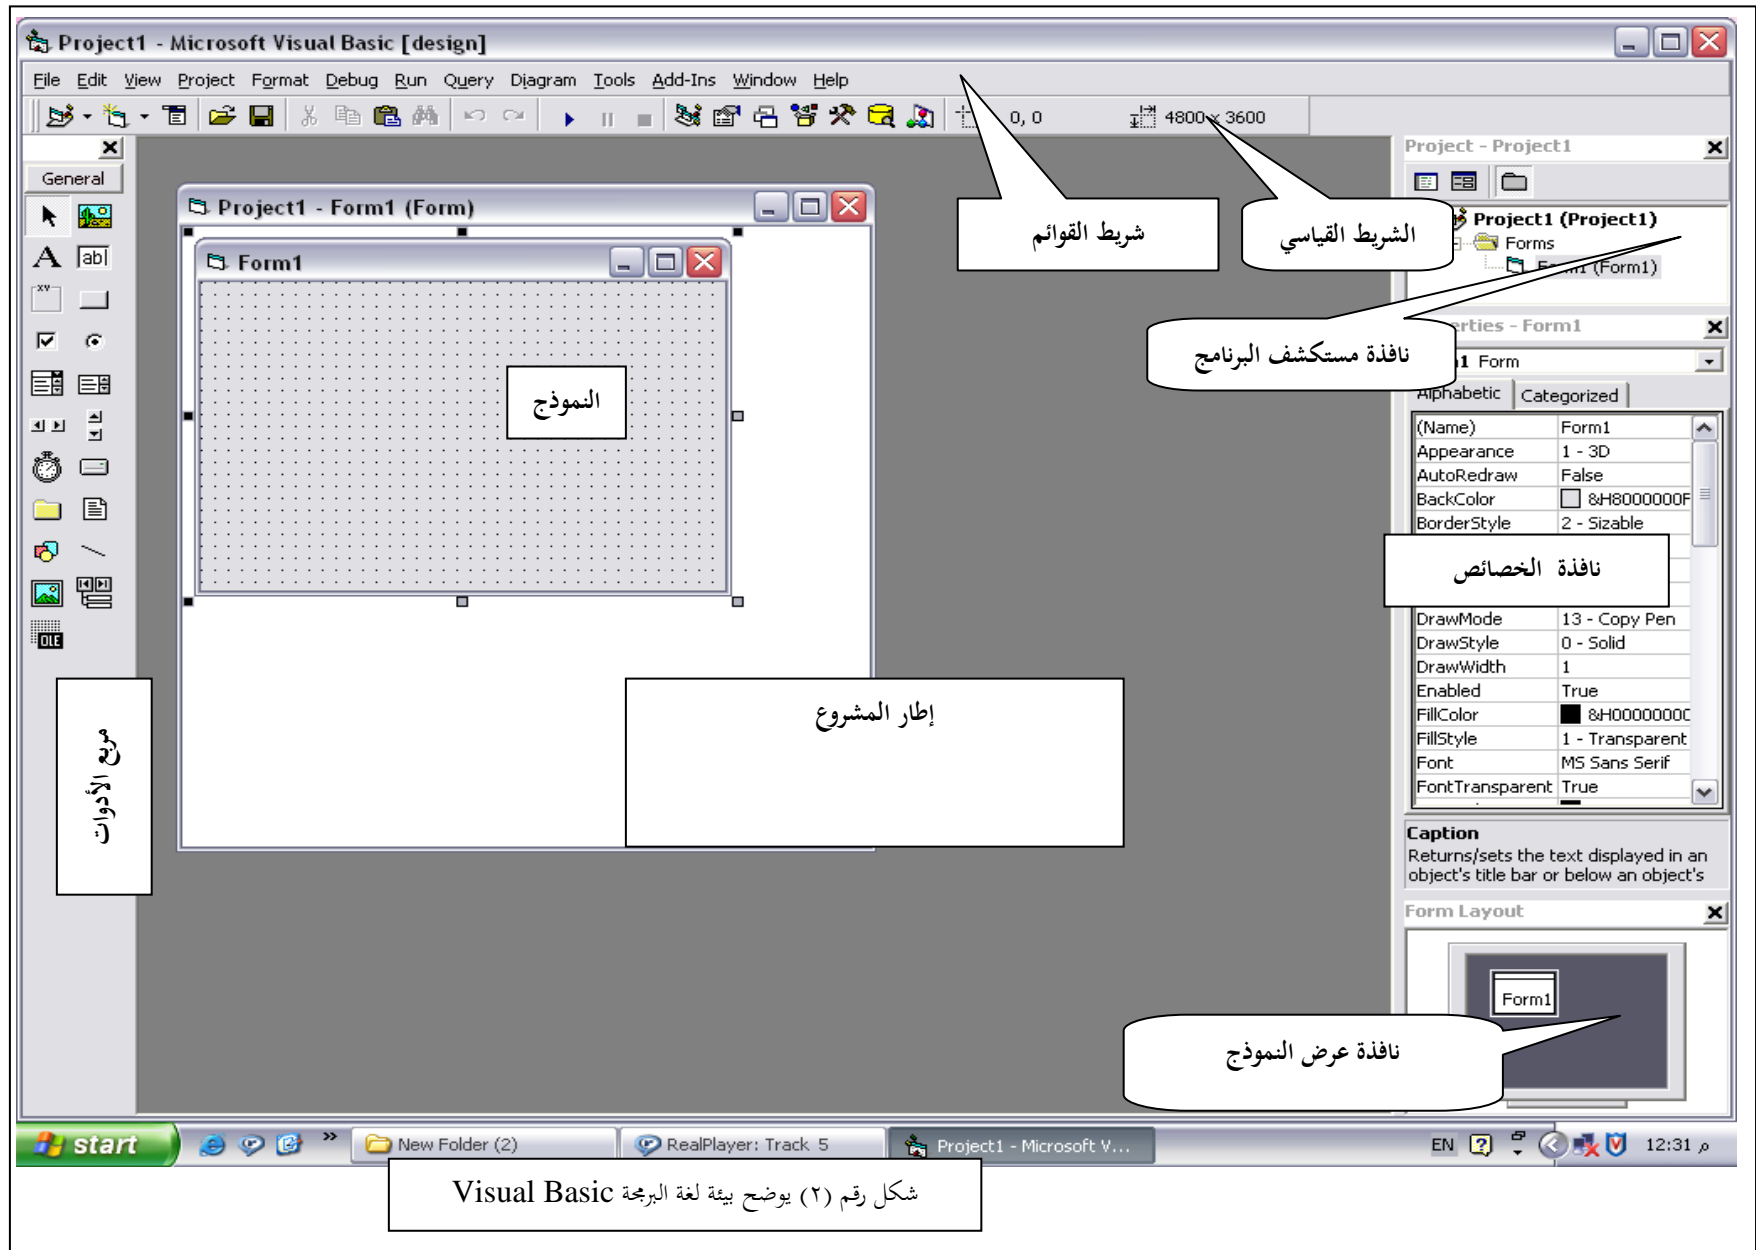 Project1 - Microsoft Visual Basic [design]
File Edit View Project Format Debug Run Query Diagram Tools Add-Ins Window Help
0, 0
4800 x 3600
General
Project1 - Form1 (Form)
Form1
النموذج
شريط القوائم
الشريط القياسي
نافذة مستكشف البرنامج
إطار المشروع
مربع الأدوات
Project - Project1
Project1 (Project1)
Forms
Form1 (Form1)
erties - Form1
1 Form
Alphabetic Categorized
(Name) Form1
Appearance 1 - 3D
AutoRedraw False
BackColor &H8000000F
BorderStyle 2 - Sizable
نافذة الخصائص
DrawMode 13 - Copy Pen
DrawStyle 0 - Solid
DrawWidth 1
Enabled True
FillColor &H0000000C
FillStyle 1 - Transparent
Font MS Sans Serif
FontTransparent True
Caption
Returns/sets the text displayed in an
object's title bar or below an object's
Form Layout
Form1
نافذة عرض النموذج
OLE
start
New Folder (2)
RealPlayer: Track 5
Project1 - Microsoft V...
EN
12:31 م
شكل رقم (٢) يوضح بيئة لغة البرمجة Visual Basic